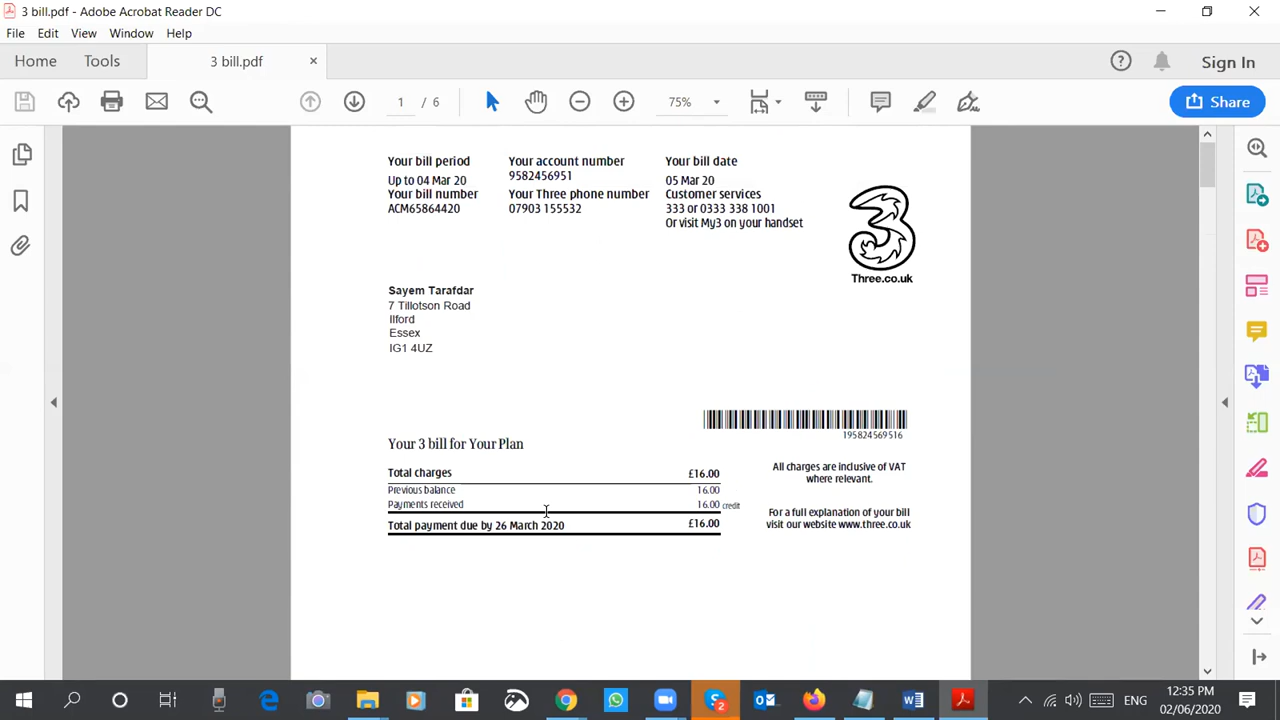 3 bill.pdf - Adobe Acrobat Reader DC
File Edit View Window Help
Home Tools 3 bill.pdf × Sign In
1 / 6 75% Share
Your bill period
Up to 04 Mar 20
Your bill number
ACM65864420
Your account number
9582456951
Your Three phone number
07903 155532
Your bill date
05 Mar 20
Customer services
333 or 0333 338 1001
Or visit My3 on your handset
3
Three.co.uk
Sayem Tarafdar
7 Tillotson Road
Ilford
Essex
IG1 4UZ
195824569516
Your 3 bill for Your Plan
Total charges £16.00
Previous balance 16.00
Payments received 16.00 credit
Total payment due by 26 March 2020 £16.00
All charges are inclusive of VAT
where relevant.
For a full explanation of your bill
visit our website www.three.co.uk
2
ENG
12:35 PM
02/06/2020